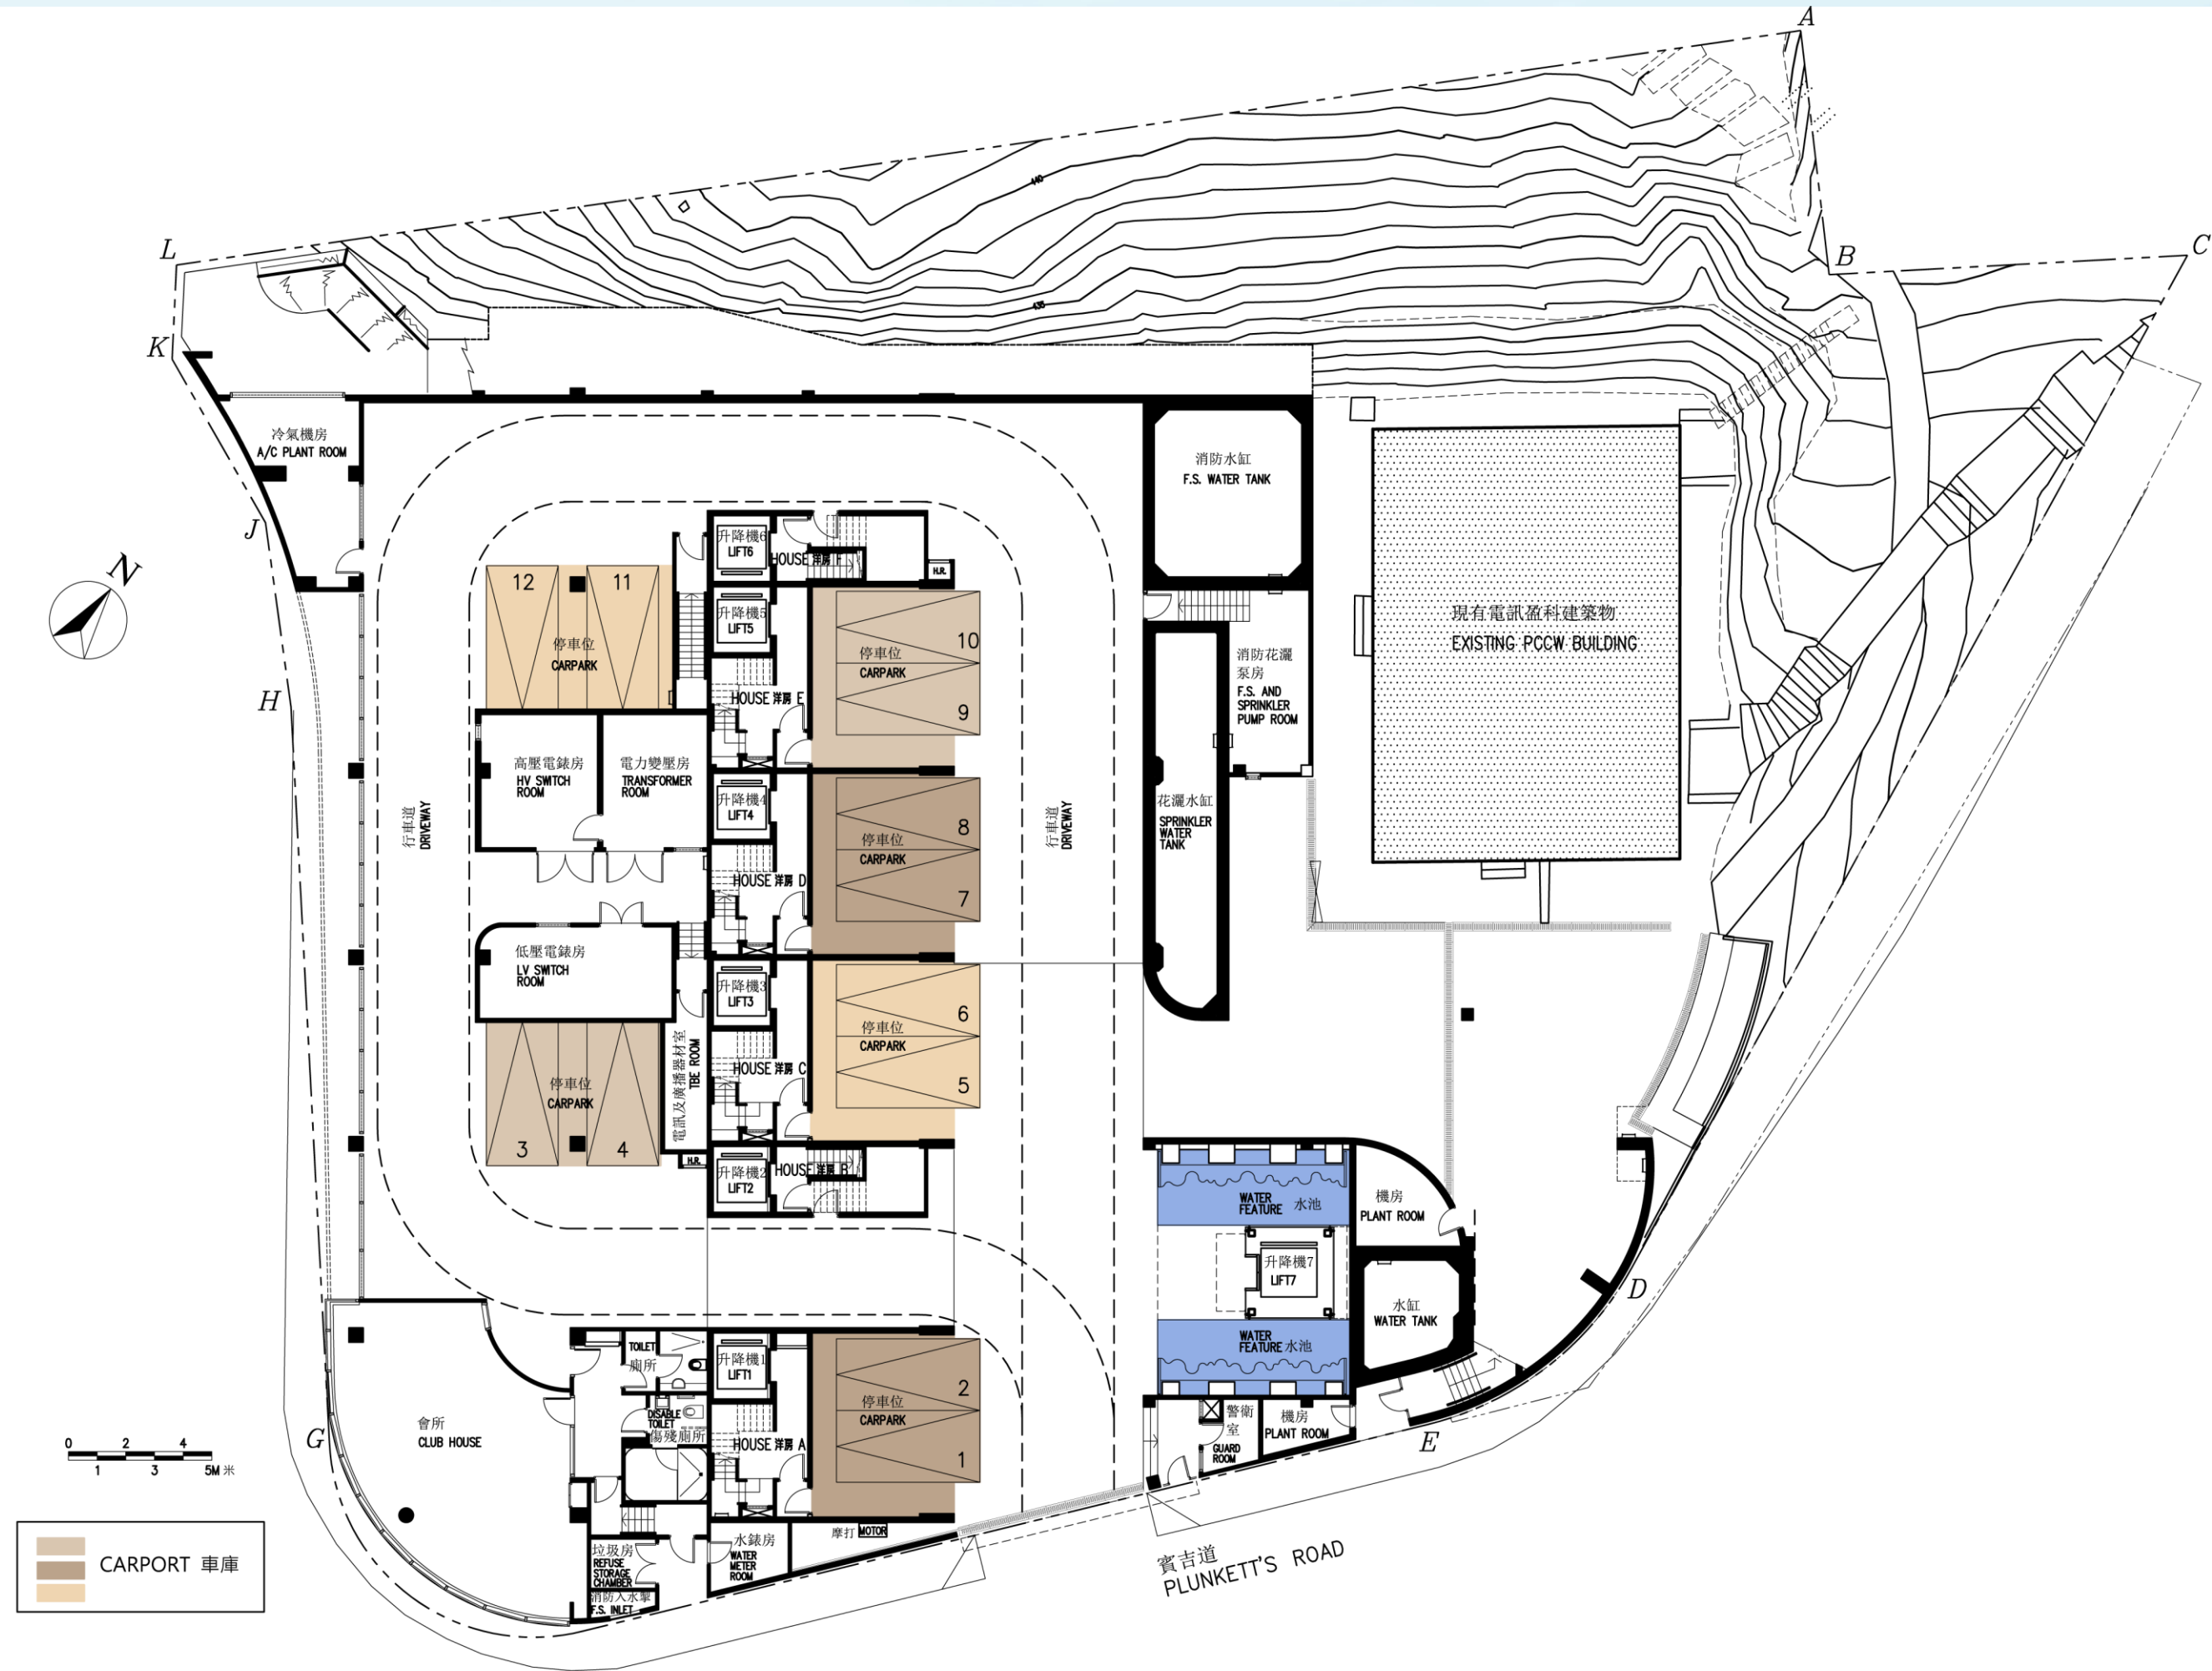 A
B
C
L
K
J
H
N
140
435
冷氣機房
A/C PLANT ROOM
消防水缸
F.S. WATER TANK
升降機6
LIFT6
HOUSE 洋房 F
H.R.
12
11
停車位
CARPARK
升降機5
LIFT5
HOUSE 洋房 E
10
停車位
CARPARK
9
消防花灑
泵房
F.S. AND
SPRINKLER
PUMP ROOM
現有電訊盈科建築物
EXISTING PCCW BUILDING
高壓電錶房
HV SWITCH
ROOM
電力變壓房
TRANSFORMER
ROOM
行車道
DRIVEWAY
升降機4
LIFT4
HOUSE 洋房 D
8
停車位
CARPARK
7
行車道
DRIVEWAY
花灑水缸
SPRINKLER
WATER
TANK
低壓電錶房
LV SWITCH
ROOM
升降機3
LIFT3
HOUSE 洋房 C
6
停車位
CARPARK
5
停車位
CARPARK
3
4
電訊及廣播器材室
TBE ROOM
H.R.
升降機2
LIFT2
HOUSE 洋房 B
WATER
FEATURE 水池
機房
PLANT ROOM
升降機7
LIFT7
水缸
WATER TANK
D
WATER
FEATURE 水池
TOILET
廁所
升降機1
LIFT1
DISABLE
TOILET
傷殘廁所
HOUSE 洋房 A
2
停車位
CARPARK
1
會所
CLUB HOUSE
G
警衛
室
GUARD
ROOM
機房
PLANT ROOM
E
0 2 4
1 3 5M 米
摩打 MOTOR
水錶房
WATER
METER
ROOM
垃圾房
REFUSE
STORAGE
CHAMBER
消防入水掣
F.S. INLET
賓吉道
PLUNKETT'S ROAD
CARPORT 車庫